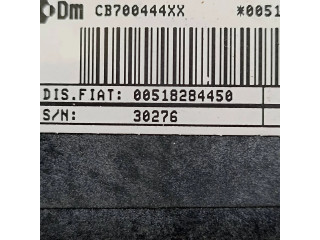 Dm CB700444XX *0051
DIS.FIAT: 00518284450
S/N: 30276